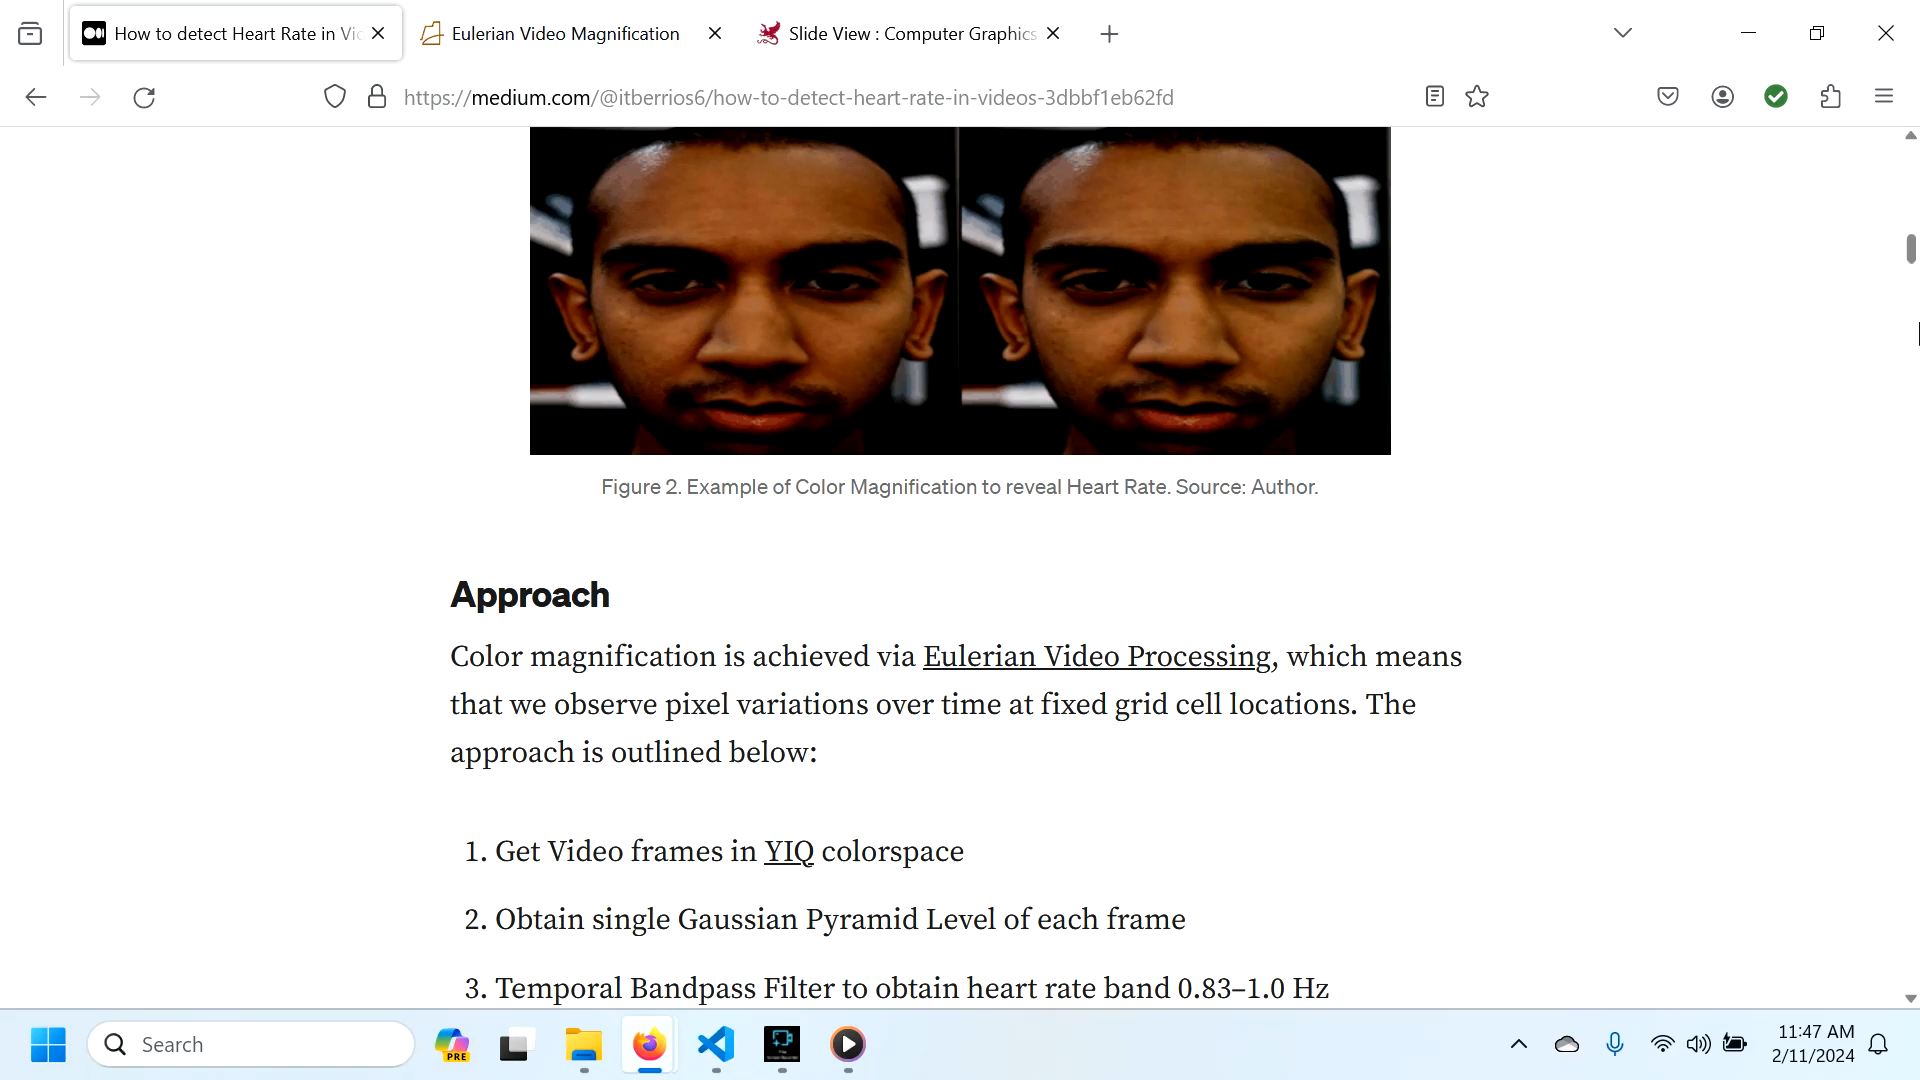 How to detect Heart Rate in Vic
Eulerian Video Magnification
Slide View : Computer Graphics
https://medium.com/@itberrios6/how-to-detect-heart-rate-in-videos-3dbbf1eb62fd
Figure 2. Example of Color Magnification to reveal Heart Rate. Source: Author.
Approach
Color magnification is achieved via Eulerian Video Processing, which means
that we observe pixel variations over time at fixed grid cell locations. The
approach is outlined below:
1. Get Video frames in YIQ colorspace
2. Obtain single Gaussian Pyramid Level of each frame
3. Temporal Bandpass Filter to obtain heart rate band 0.83–1.0 Hz
Search
PRE
11:47 AM
2/11/2024